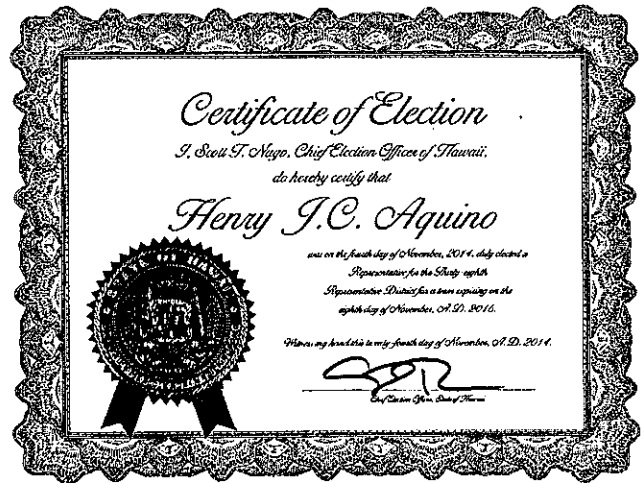 Certificate of Election
I, Scott T. Nago, Chief Election Officer of Hawaii,
do hereby certify that
Henry J.C. Aquino
was on the fourth day of November, 2014, duly elected a
Representative for the Thirty-eighth
Representative District for a term expiring on the
eighth day of November, A.D. 2016.
Witness my hand this twenty-fourth day of November, A.D. 2014.
Chief Election Officer, State of Hawaii
STATE OF HAWAII